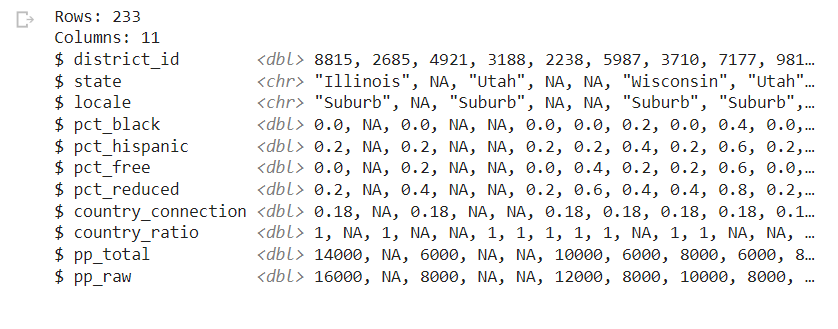 Rows: 233
Columns: 11
$ district_id <dbl> 8815, 2685, 4921, 3188, 2238, 5987, 3710, 7177, 981…
$ state <chr> "Illinois", NA, "Utah", NA, NA, "Wisconsin", "Utah"…
$ locale <chr> "Suburb", NA, "Suburb", NA, NA, "Suburb", "Suburb",…
$ pct_black <dbl> 0.0, NA, 0.0, NA, NA, 0.0, 0.0, 0.2, 0.0, 0.4, 0.0,…
$ pct_hispanic <dbl> 0.2, NA, 0.2, NA, NA, 0.2, 0.2, 0.4, 0.2, 0.6, 0.2,…
$ pct_free <dbl> 0.0, NA, 0.2, NA, NA, 0.0, 0.4, 0.2, 0.2, 0.6, 0.0,…
$ pct_reduced <dbl> 0.2, NA, 0.4, NA, NA, 0.2, 0.6, 0.4, 0.4, 0.8, 0.2,…
$ country_connection <dbl> 0.18, NA, 0.18, NA, NA, 0.18, 0.18, 0.18, 0.18, 0.1…
$ country_ratio <dbl> 1, NA, 1, NA, NA, 1, 1, 1, 1, 1, NA, 1, 1, NA, NA, …
$ pp_total <dbl> 14000, NA, 6000, NA, NA, 10000, 6000, 8000, 6000, 8…
$ pp_raw <dbl> 16000, NA, 8000, NA, NA, 12000, 8000, 10000, 8000, …